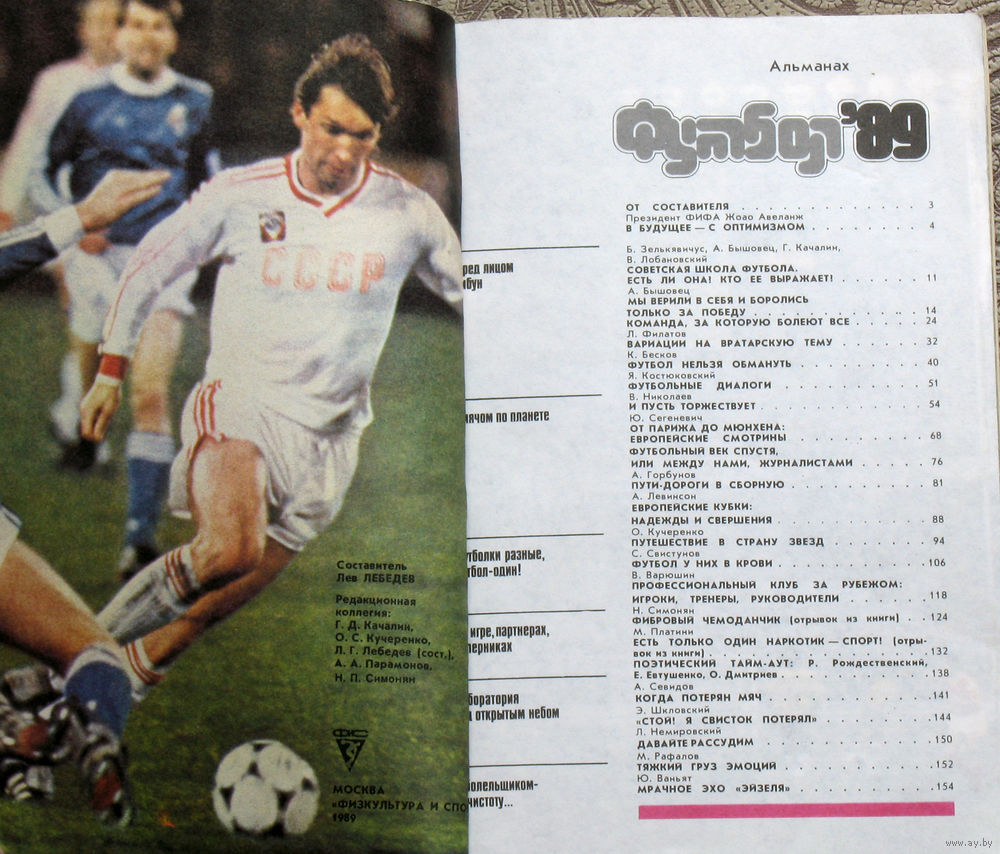 СССР
Составитель
Лев ЛЕБЕДЕВ
Редакционная
коллегия:
Г. Д. Качалин,
О. С. Кучеренко,
Л. Г. Лебедев (сост.),
А. А. Парамонов,
Н. П. Симонян
ФиС
МОСКВА
«ФИЗКУЛЬТУРА И СПО
1989
ред лицом
ибун
мячом по планете
утболки разные,
тбол-один!
игре, партнерах,
перниках
боратория
д открытым небом
олельщиком-
чистоту...
Альманах
Футбол'89
ОТ СОСТАВИТЕЛЯ . . . . . . . . . . . . 3
Президент ФИФА Жоао Авеланж
В БУДУЩЕЕ — С ОПТИМИЗМОМ . . . . . . . 4
Б. Зелькявичус, А. Бышовец, Г. Качалин,
В. Лобановский
СОВЕТСКАЯ ШКОЛА ФУТБОЛА.
ЕСТЬ ЛИ ОНА! КТО ЕЕ ВЫРАЖАЕТ! . . . . . . 11
А. Бышовец
МЫ ВЕРИЛИ В СЕБЯ И БОРОЛИСЬ
ТОЛЬКО ЗА ПОБЕДУ . . . . . . . . . . . 14
КОМАНДА, ЗА КОТОРУЮ БОЛЕЮТ ВСЕ . . . . . 24
Л. Филатов
ВАРИАЦИИ НА ВРАТАРСКУЮ ТЕМУ . . . . . . 32
К. Бесков
ФУТБОЛ НЕЛЬЗЯ ОБМАНУТЬ . . . . . . . . 40
Я. Костюковский
ФУТБОЛЬНЫЕ ДИАЛОГИ . . . . . . . . . . 51
В. Николаев
И ПУСТЬ ТОРЖЕСТВУЕТ . . . . . . . . . . 54
Ю. Сегеневич
ОТ ПАРИЖА ДО МЮНХЕНА:
ЕВРОПЕЙСКИЕ СМОТРИНЫ . . . . . . . . . 68
ФУТБОЛЬНЫЙ ВЕК СПУСТЯ,
ИЛИ МЕЖДУ НАМИ, ЖУРНАЛИСТАМИ . . . . . 76
А. Горбунов
ПУТИ-ДОРОГИ В СБОРНУЮ . . . . . . . . . 81
А. Левинсон
ЕВРОПЕЙСКИЕ КУБКИ:
НАДЕЖДЫ И СВЕРШЕНИЯ . . . . . . . . . . 88
О. Кучеренко
ПУТЕШЕСТВИЕ В СТРАНУ ЗВЕЗД . . . . . . . 94
С. Свистунов
ФУТБОЛ У НИХ В КРОВИ . . . . . . . . . 106
В. Варюшин
ПРОФЕССИОНАЛЬНЫЙ КЛУБ ЗА РУБЕЖОМ:
ИГРОКИ, ТРЕНЕРЫ, РУКОВОДИТЕЛИ . . . . . . 118
Н. Симонян
ФИБРОВЫЙ ЧЕМОДАНЧИК (отрывок из книги) . . 124
М. Платини
ЕСТЬ ТОЛЬКО ОДИН НАРКОТИК — СПОРТ! (отры-
вок из книги) . . . . . . . . . . . . . 132
ПОЭТИЧЕСКИЙ ТАЙМ-АУТ: Р. Рождественский,
Е. Евтушенко, О. Дмитриев . . . . . . . . 138
А. Севидов
КОГДА ПОТЕРЯН МЯЧ . . . . . . . . . . . 141
Э. Шкловский
«СТОЙ! Я СВИСТОК ПОТЕРЯЛ» . . . . . . . 144
Л. Немировский
ДАВАЙТЕ РАССУДИМ . . . . . . . . . . . 150
М. Рафалов
ТЯЖКИЙ ГРУЗ ЭМОЦИЙ . . . . . . . . . . 152
Ю. Ваньят
МРАЧНОЕ ЭХО «ЭЙЗЕЛЯ» . . . . . . . . . 154
www.ay.by